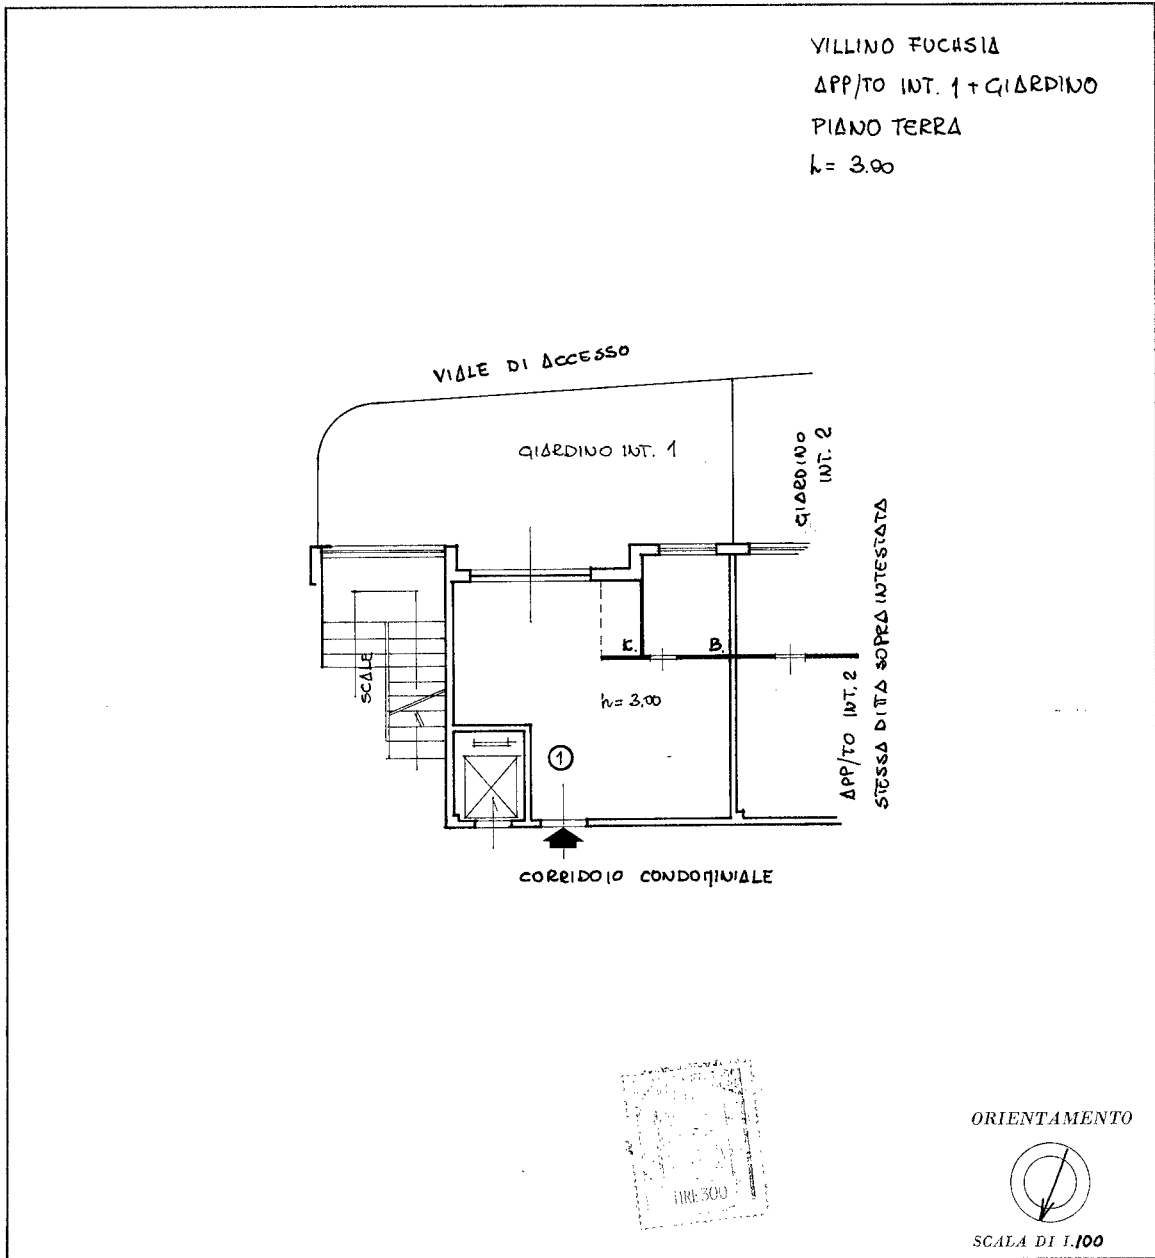 VILLINO FUCHSIA
APP/TO INT. 1 + GIARDINO
PIANO TERRA
h= 3.00
VIALE DI ACCESSO
GIARDINO INT. 1
GIARDINO
INT. 2
K.
B.
SCALE
h= 3,00
1
APP/TO INT. 2
STESSA DITTA SOPRA INTESTATA
CORRIDOIO CONDOMINIALE
LIRE 300
ORIENTAMENTO
SCALA DI 1.100